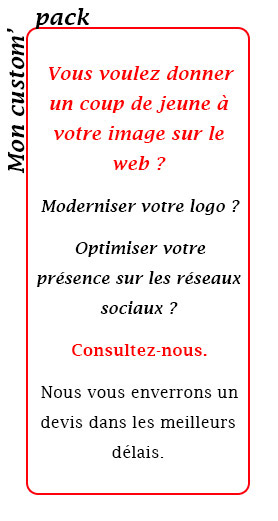 Mon custom’
pack
Vous voulez donner
un coup de jeune à
votre image sur le
web ?
Moderniser votre logo ?
Optimiser votre
présence sur les réseaux
sociaux ?
Consultez-nous.
Nous vous enverrons un
devis dans les meilleurs
délais.